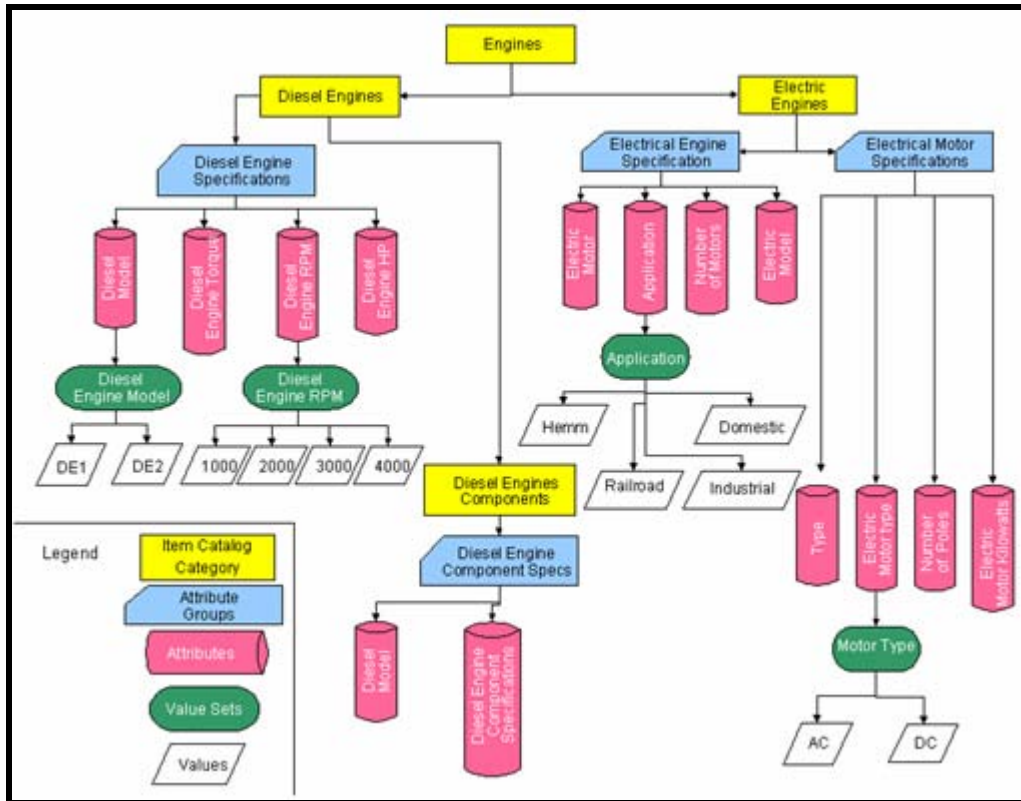 Engines
Diesel Engines
Electric
Engines
Diesel Engine
Specifications
Electrical Engine
Specification
Electrical Motor
Specifications
Diesel
Model
Diesel
Engine Torque
Diesel
Engine RPM
Diesel
Engine HP
Electric
Motor
Application
Number
of Motors
Electric
Model
Diesel
Engine Model
Diesel
Engine RPM
Application
DE1
DE2
1000
2000
3000
4000
Hemm
Domestic
Railroad
Industrial
Diesel Engines
Components
Diesel Engine
Component Specs
Diesel
Model
Diesel Engine
Component
Specifications
Type
Electric
Motor type
Number
of Poles
Electric
Motor Kilowatts
Motor Type
AC
DC
Legend
Item Catalog
Category
Attribute
Groups
Attributes
Value Sets
Values